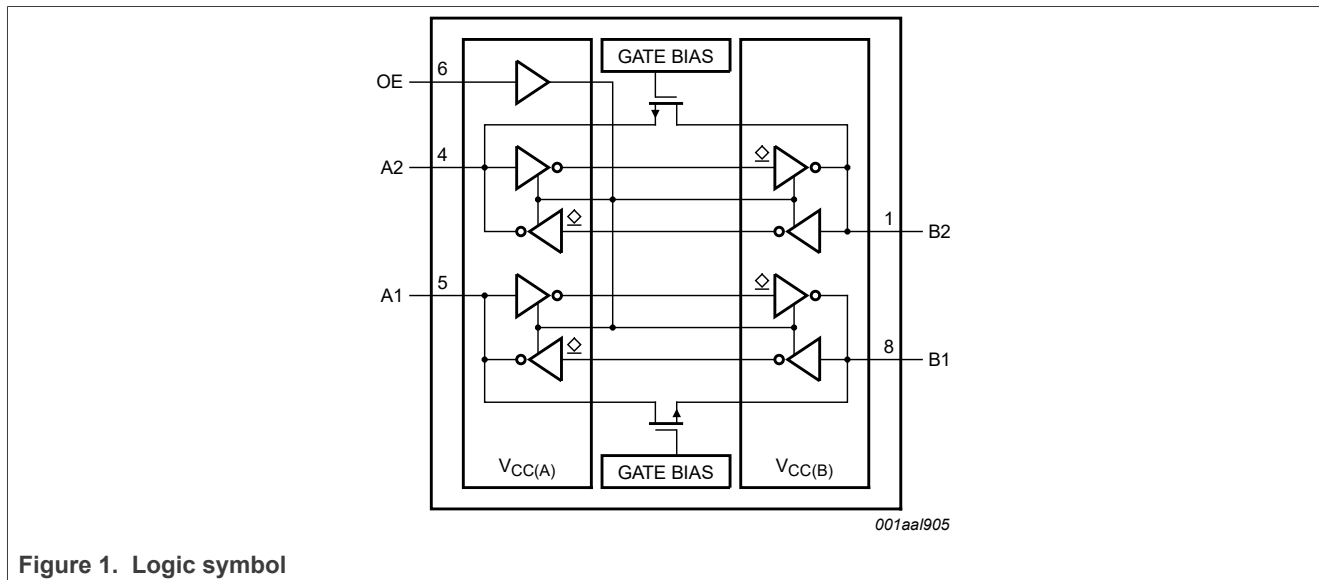 GATE BIAS
OE 6
A2 4
1 B2
A1 5
8 B1
VCC(A) GATE BIAS VCC(B)
001aal905
Figure 1. Logic symbol